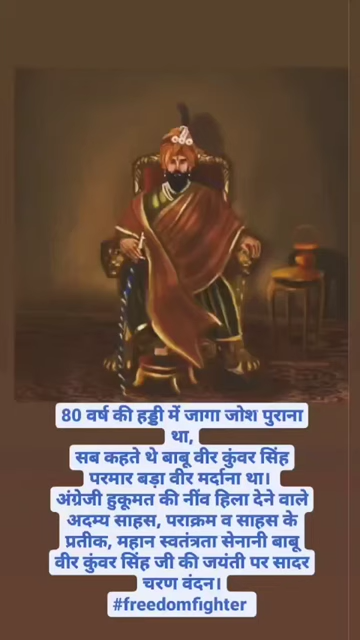 80 वर्ष की हड्डी में जागा जोश पुराना
था,
सब कहते थे बाबू वीर कुंवर सिंह
परमार बड़ा वीर मर्दाना था।
अंग्रेजी हुकूमत की नींव हिला देने वाले
अदम्य साहस, पराक्रम व साहस के
प्रतीक, महान स्वतंत्रता सेनानी बाबू
वीर कुंवर सिंह जी की जयंती पर सादर
चरण वंदन।
#freedomfighter